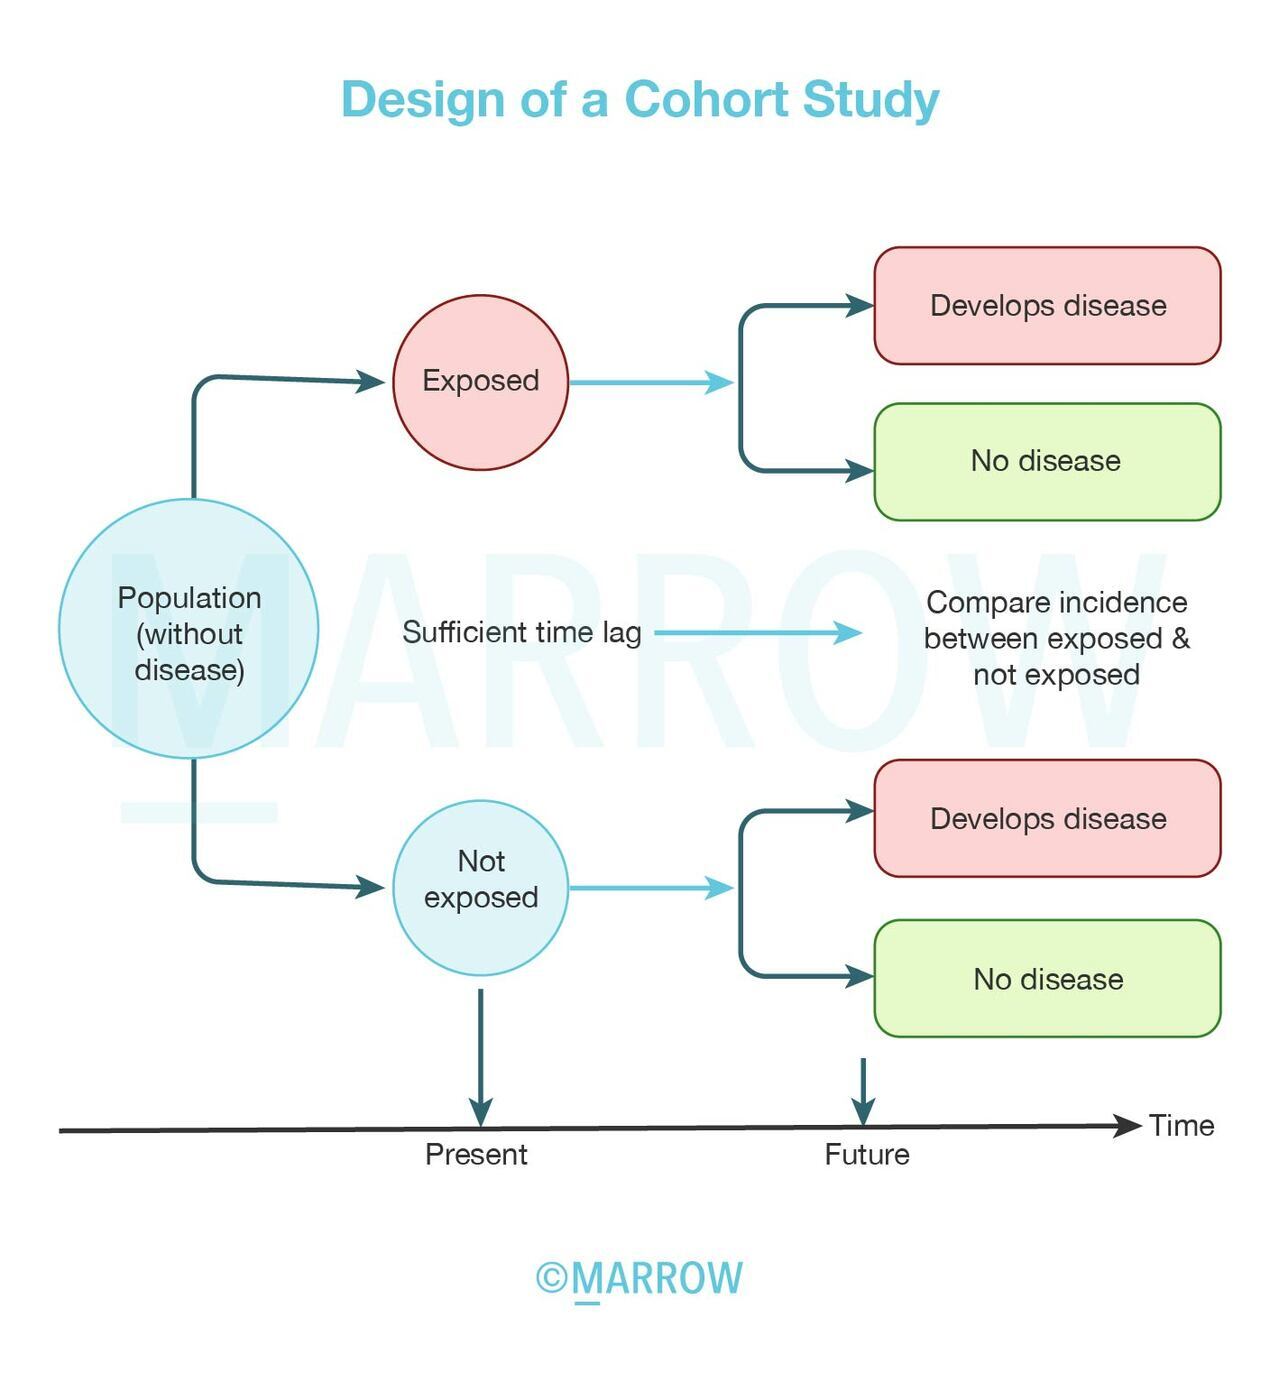 Design of a Cohort Study
Develops disease
Exposed
No disease
Population
(without
disease)
Sufficient time lag
Compare incidence
between exposed &
not exposed
MARROW
Develops disease
Not
exposed
No disease
Time
Present
Future
©MARROW